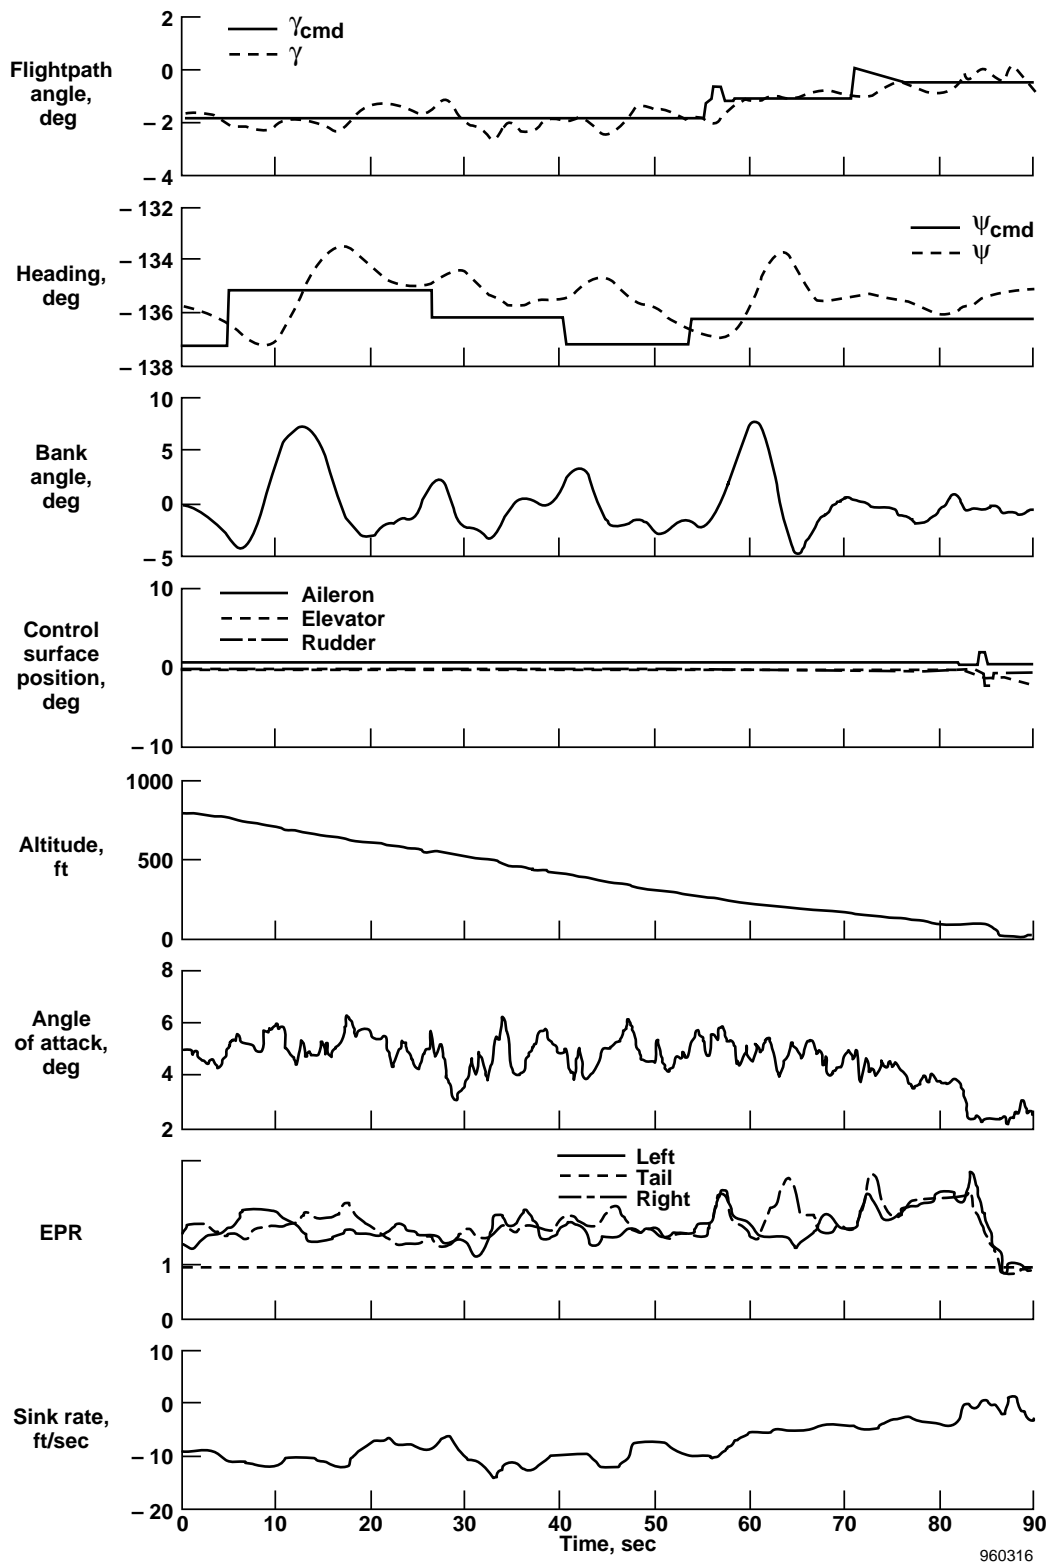 2
γcmd
γ
Flightpath
angle,
deg
0
– 2
– 4
– 132
ψcmd
ψ
– 134
Heading,
deg
– 136
– 138
10
5
Bank
angle,
deg
0
– 5
10
Aileron
Elevator
Rudder
Control
surface
position,
deg
0
– 10
1000
Altitude,
ft
500
0
8
Angle
of attack,
deg
6
4
2
Left
Tail
Right
EPR
1
0
10
0
Sink rate,
ft/sec
– 10
– 20
0 10 20 30 40 50 60 70 80 90
Time, sec
960316